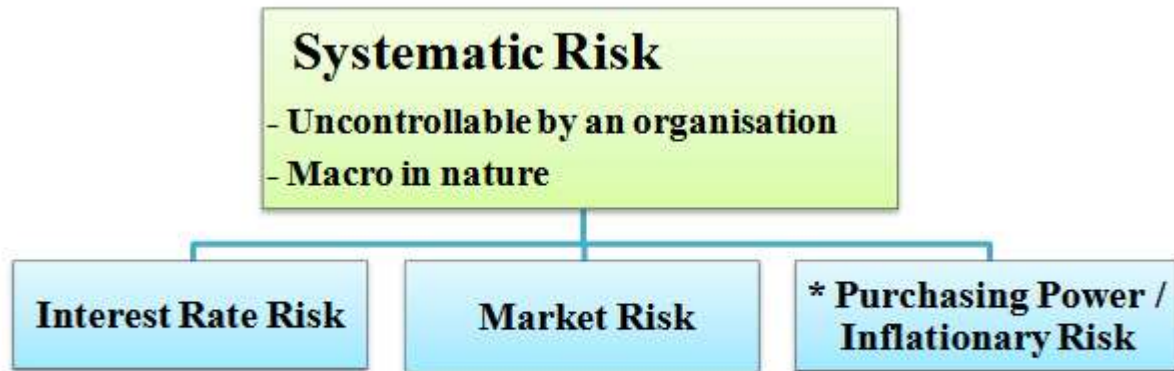 Systematic Risk
- Uncontrollable by an organisation
- Macro in nature
Interest Rate Risk
Market Risk
* Purchasing Power /
Inflationary Risk